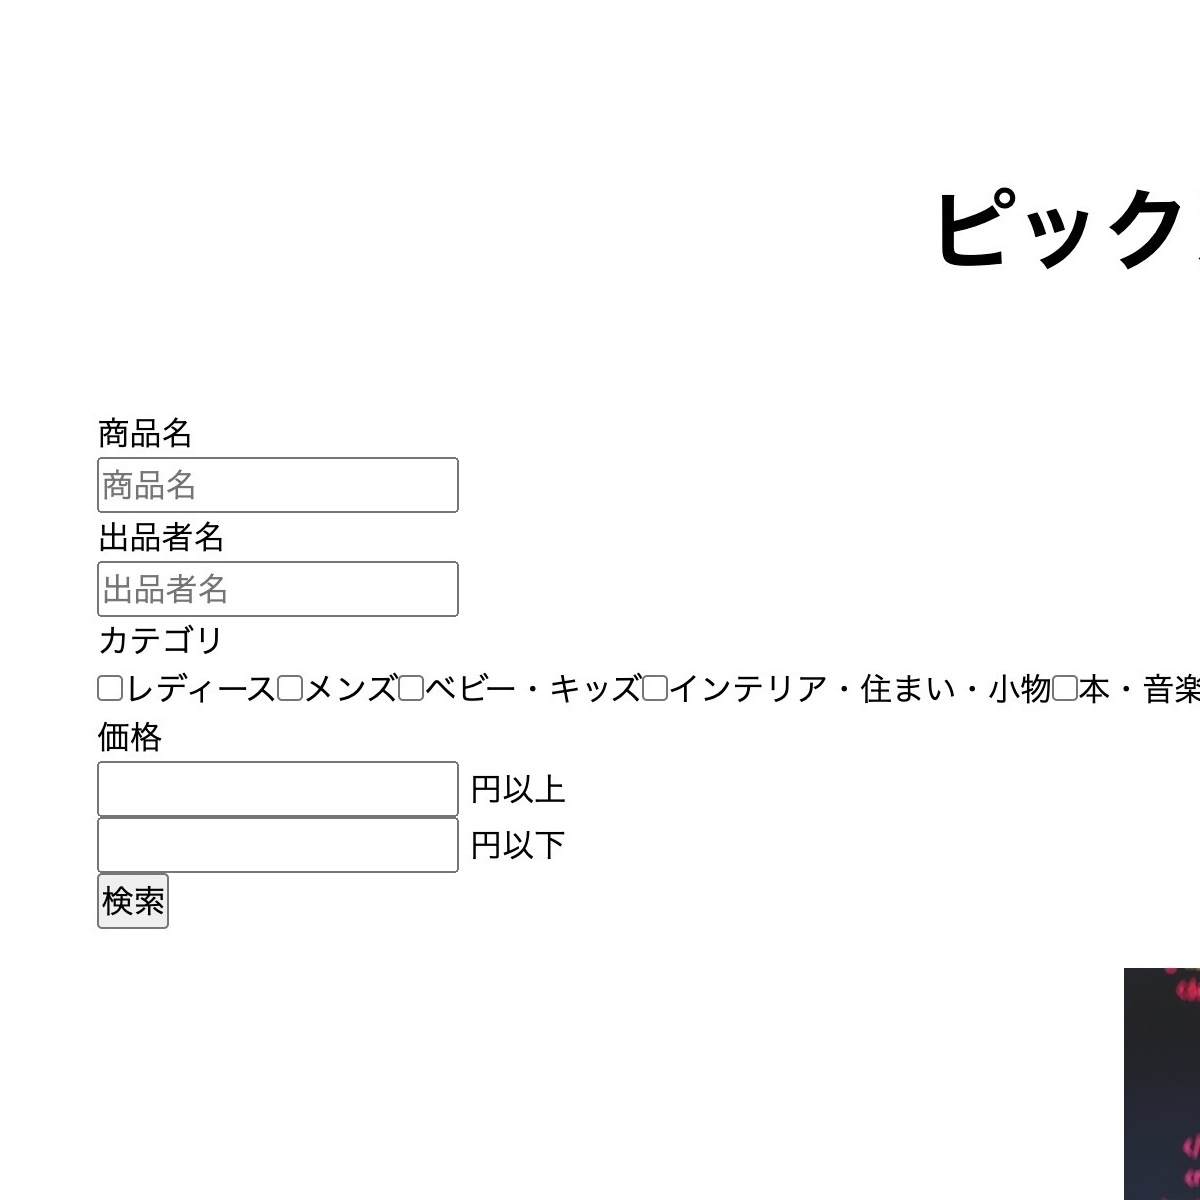 ピック
商品名
商品名
出品者名
出品者名
カテゴリ
レディースメンズベビー・キッズインテリア・住まい・小物本・音楽
価格
円以上
円以下
検索